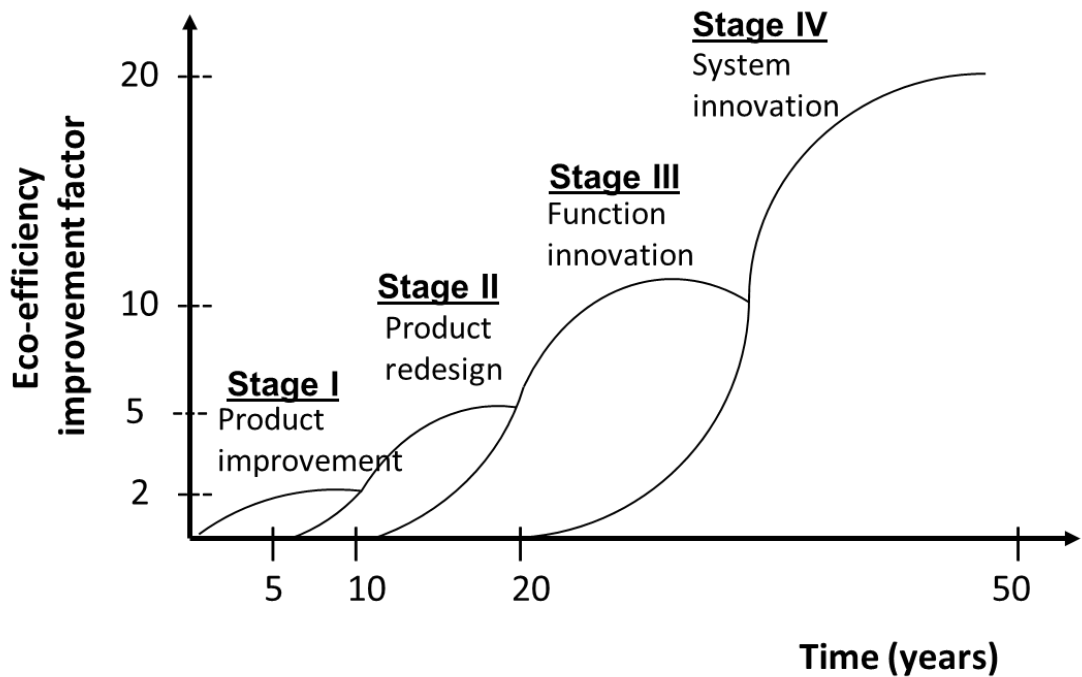 Stage IV
System
innovation
20
Stage III
Function
innovation
Stage II
Product
redesign
10
Stage I
Product
improvement
5
2
Eco-efficiency
improvement factor
5
10
20
50
Time (years)